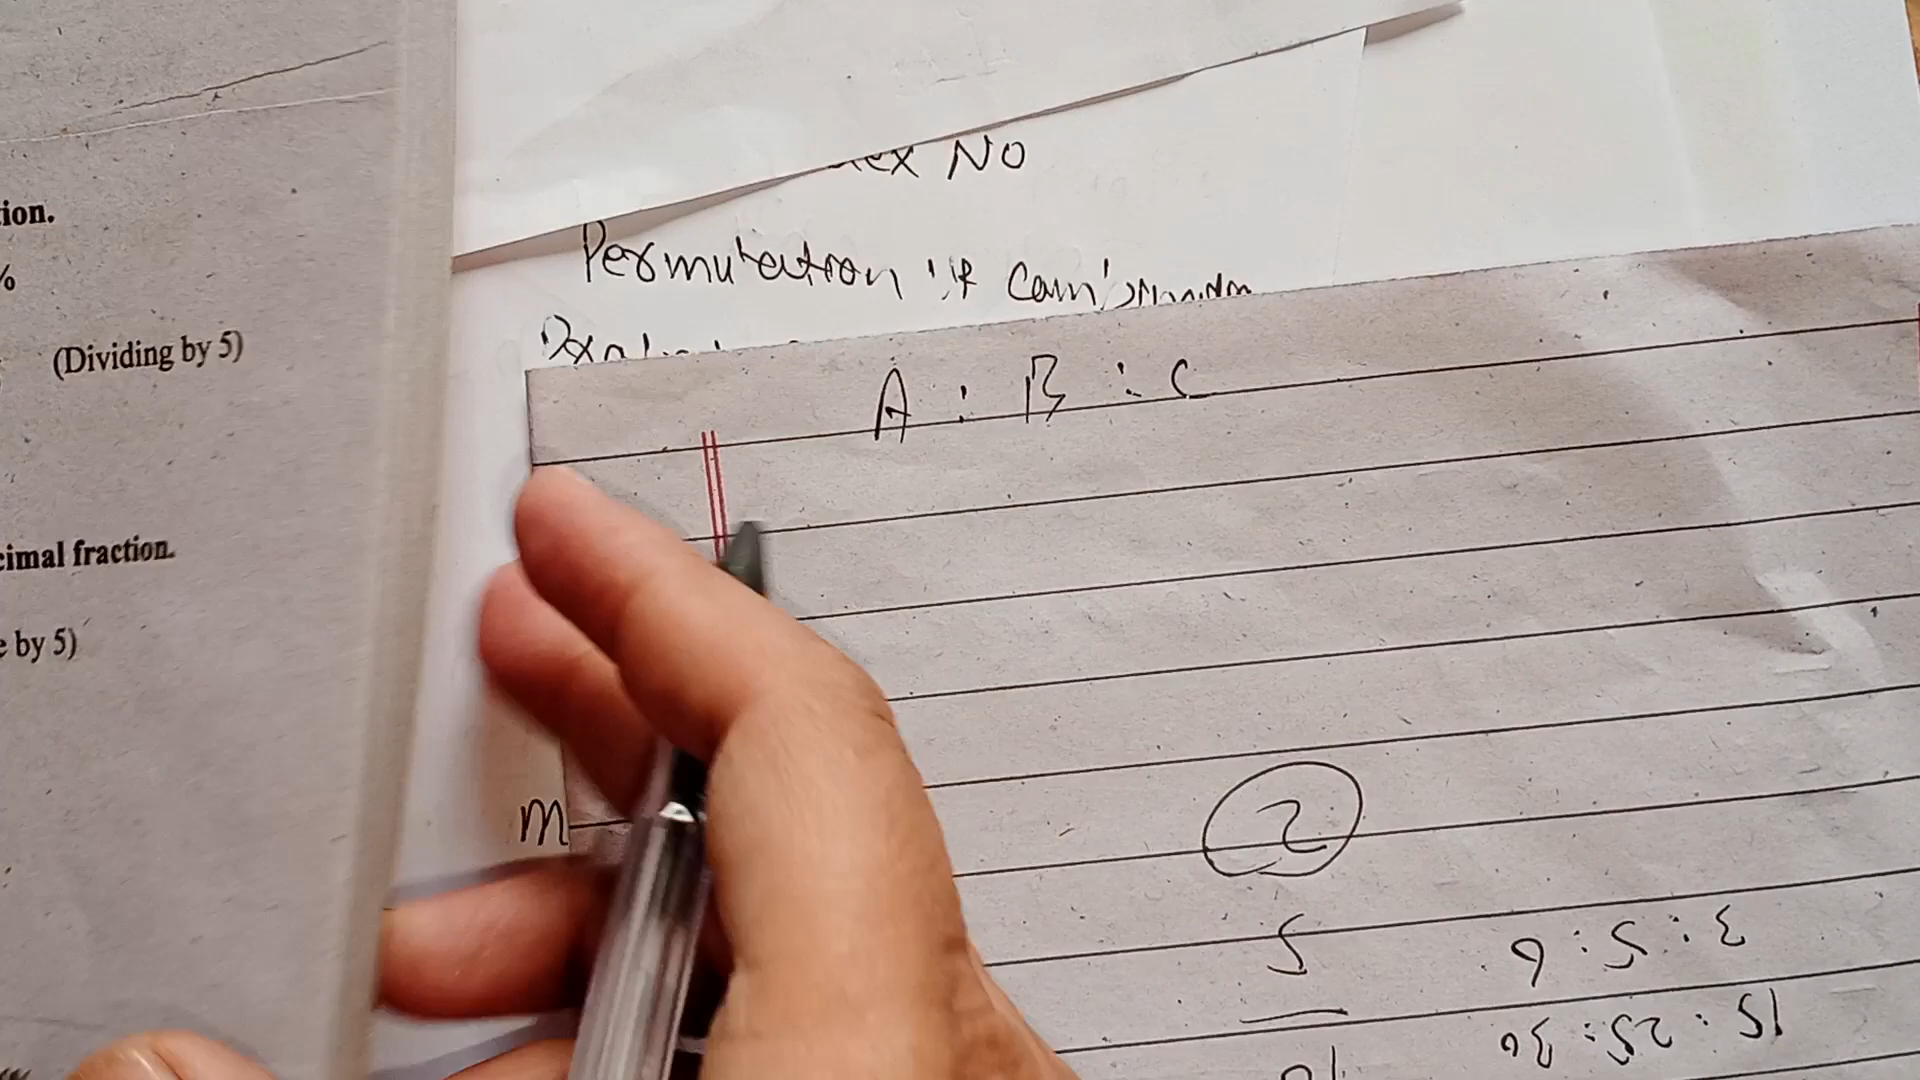 ion.
%
(Dividing by 5)
cimal fraction.
by 5)
ex NO
Permutation &
A : B : C
m
2
5
3 : 5 : 6
15 : 25 : 30
10